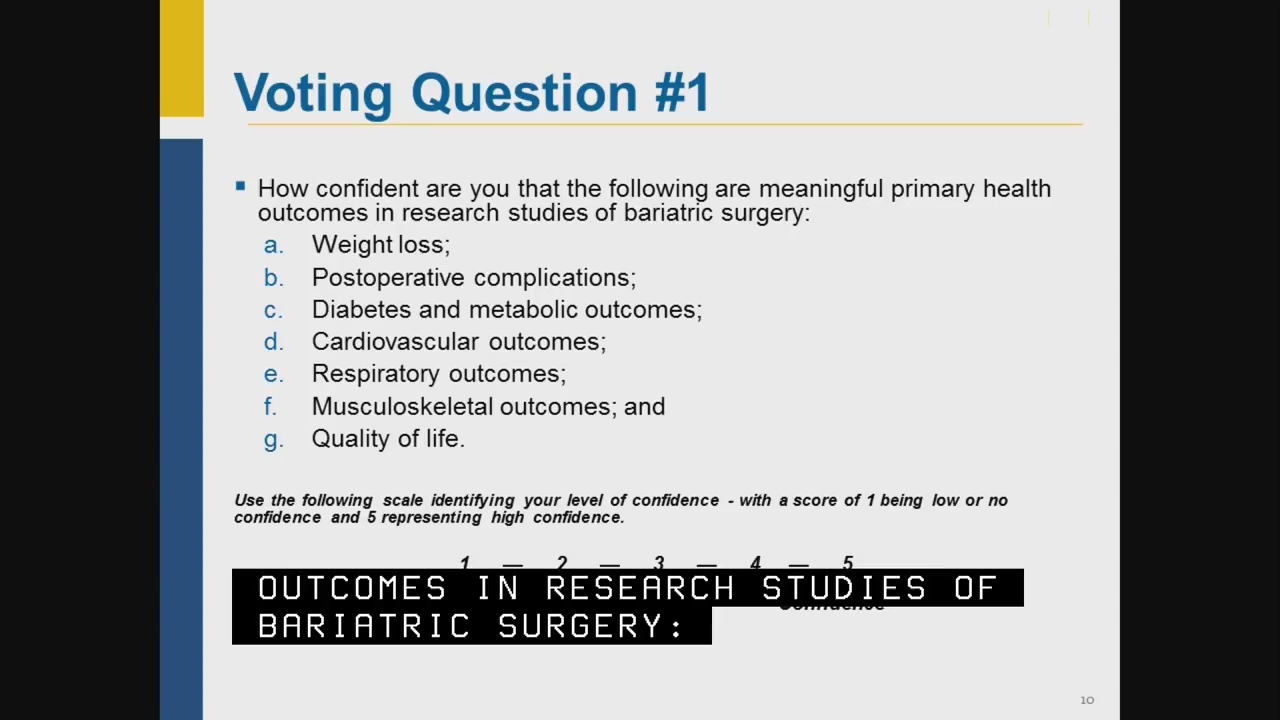 Voting Question #1
▪ How confident are you that the following are meaningful primary health
outcomes in research studies of bariatric surgery:
a. Weight loss;
b. Postoperative complications;
c. Diabetes and metabolic outcomes;
d. Cardiovascular outcomes;
e. Respiratory outcomes;
f. Musculoskeletal outcomes; and
g. Quality of life.
Use the following scale identifying your level of confidence - with a score of 1 being low or no
confidence and 5 representing high confidence.
1 — 2 — 3 — 4 — 5
Confidence
OUTCOMES IN RESEARCH STUDIES OF
BARIATRIC SURGERY:
10